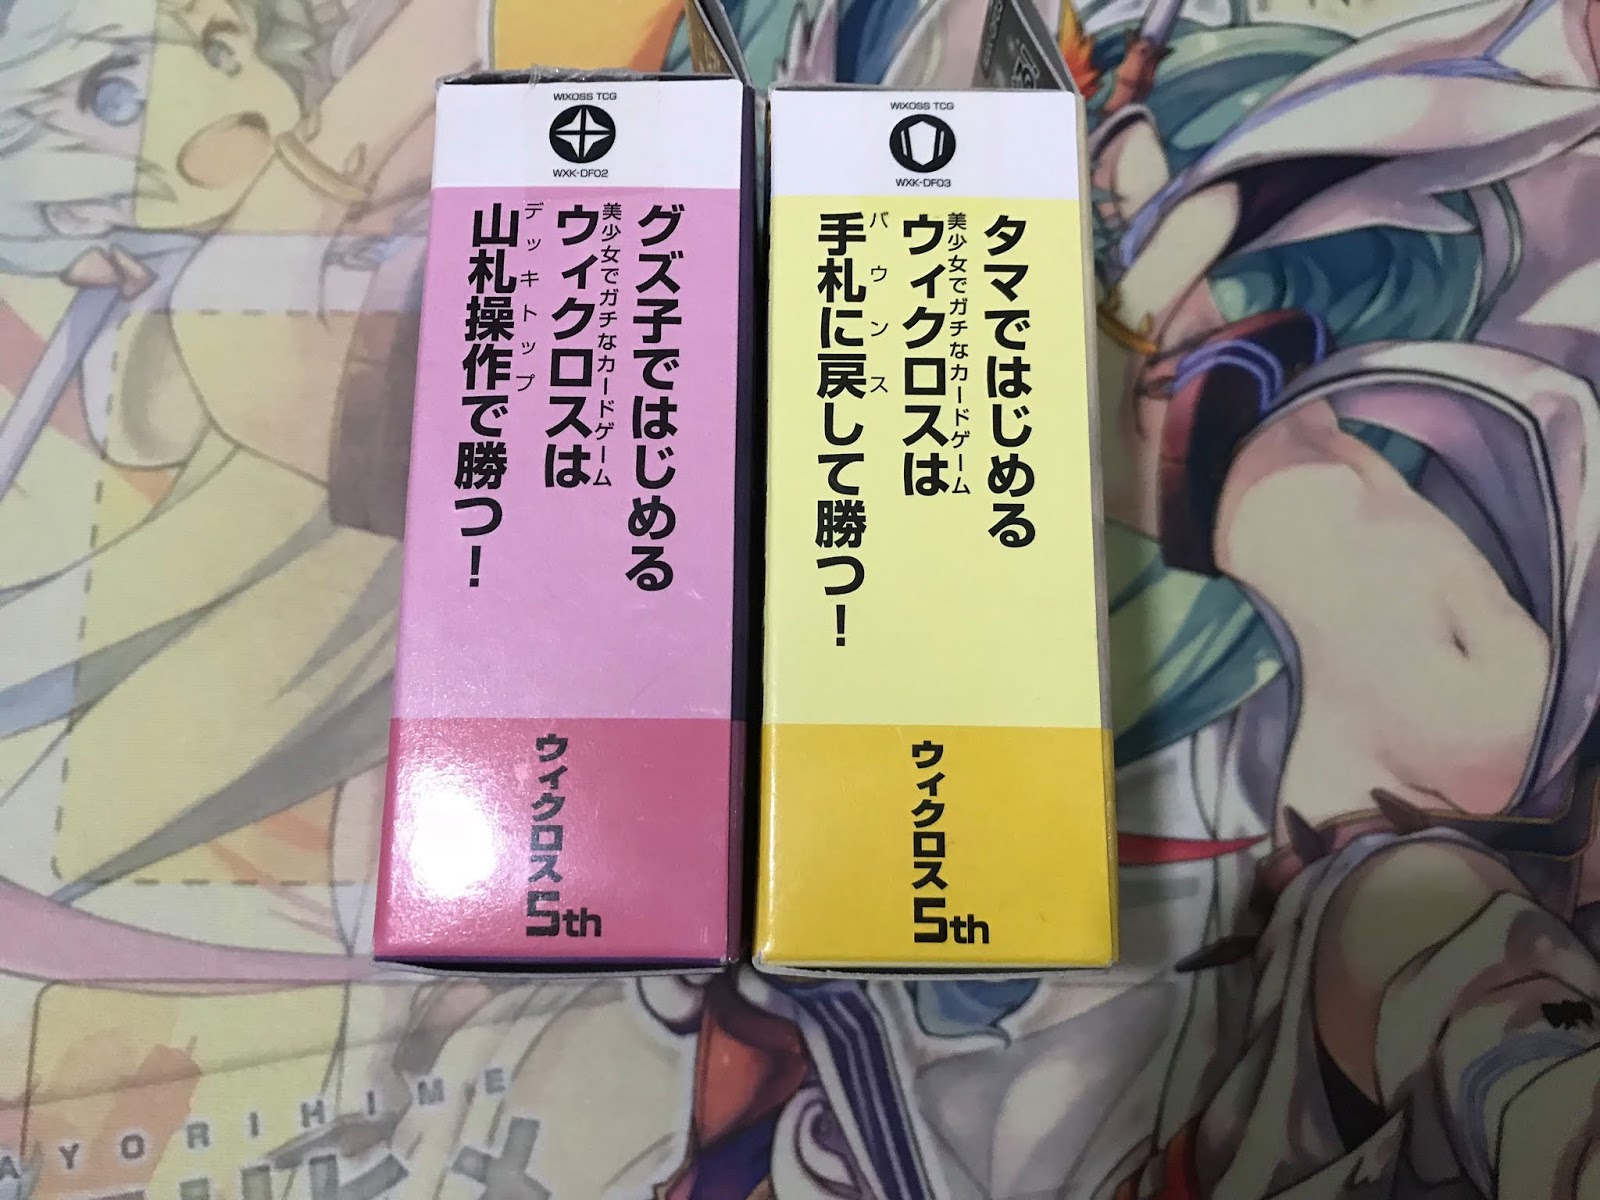 WIXOSS TCG
WXK-DF02
グズ子ではじめる
美少女でガチなカードゲーム
ウィクロスは
デッキトップ
山札操作で勝つ!
ウィクロス5th
WIXOSS TCG
WXK-DF03
タマではじめる
美少女でガチなカードゲーム
ウィクロスは
バウンス
手札に戻して勝つ!
ウィクロス5th
AYORIHIME